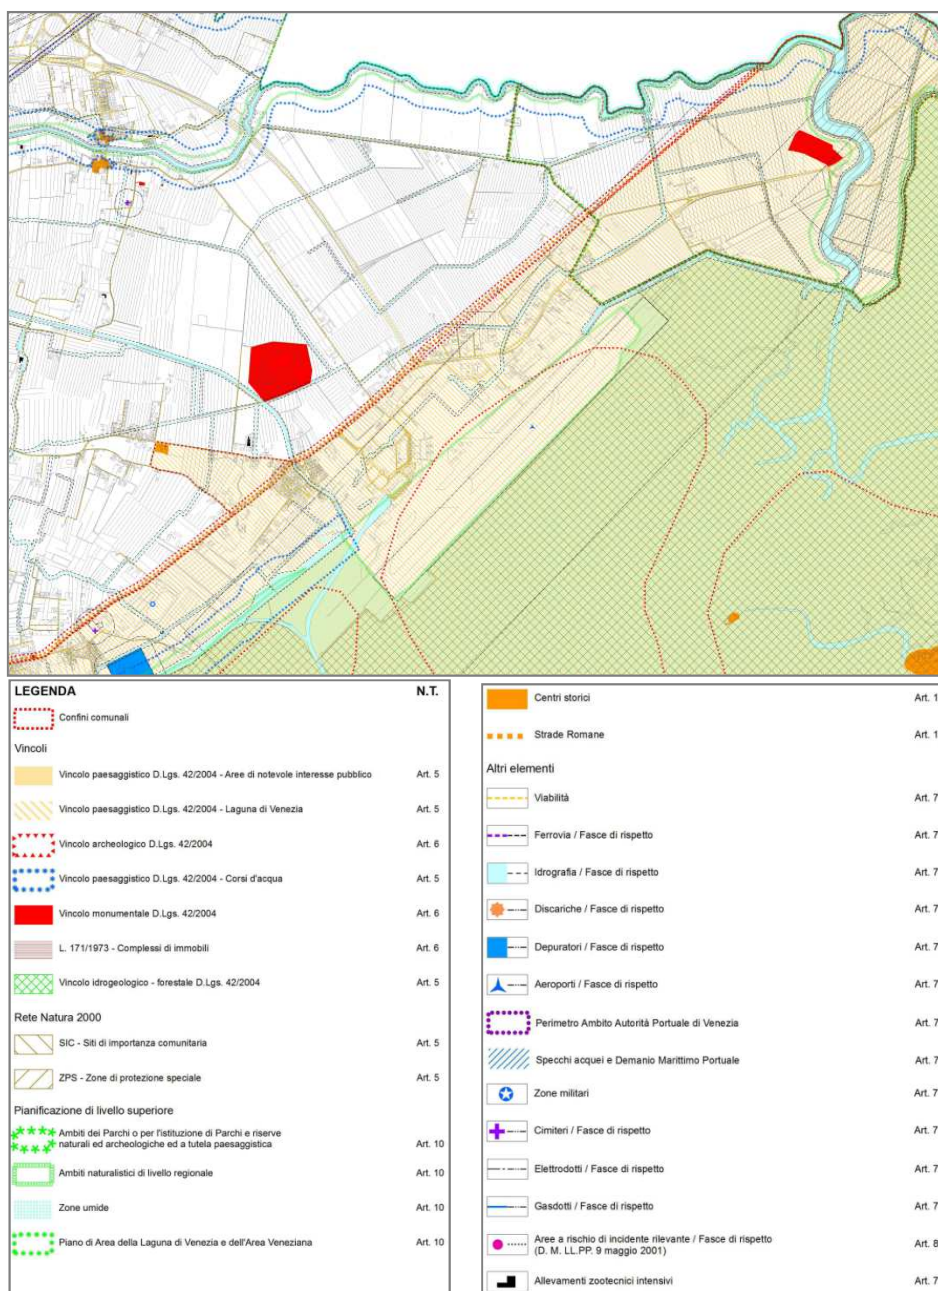 LEGENDA N.T.
Confini comunali
Vincoli
Vincolo paesaggistico D.Lgs. 42/2004 - Aree di notevole interesse pubblico Art. 5
Vincolo paesaggistico D.Lgs. 42/2004 - Laguna di Venezia Art. 5
Vincolo archeologico D.Lgs. 42/2004 Art. 6
Vincolo paesaggistico D.Lgs. 42/2004 - Corsi d'acqua Art. 5
Vincolo monumentale D.Lgs. 42/2004 Art. 6
L. 171/1973 - Complessi di immobili Art. 6
Vincolo idrogeologico - forestale D.Lgs. 42/2004 Art. 5
Rete Natura 2000
SIC - Siti di importanza comunitaria Art. 5
ZPS - Zone di protezione speciale Art. 5
Pianificazione di livello superiore
Ambiti dei Parchi o per l'istituzione di Parchi e riserve
naturali ed archeologiche ed a tutela paesaggistica Art. 10
Ambiti naturalistici di livello regionale Art. 10
Zone umide Art. 10
Piano di Area della Laguna di Venezia e dell'Area Veneziana Art. 10
Centri storici Art. 1
Strade Romane Art. 1
Altri elementi
Viabilità Art. 7
Ferrovia / Fasce di rispetto Art. 7
Idrografia / Fasce di rispetto Art. 7
Discariche / Fasce di rispetto Art. 7
Depuratori / Fasce di rispetto Art. 7
Aeroporti / Fasce di rispetto Art. 7
Perimetro Ambito Autorità Portuale di Venezia Art. 7
Specchi acquei e Demanio Marittimo Portuale Art. 7
Zone militari Art. 7
Cimiteri / Fasce di rispetto Art. 7
Elettrodotti / Fasce di rispetto Art. 7
Gasdotti / Fasce di rispetto Art. 7
Aree a rischio di incidente rilevante / Fasce di rispetto
(D. M. LL.PP. 9 maggio 2001) Art. 8
Allevamenti zootecnici intensivi Art. 7